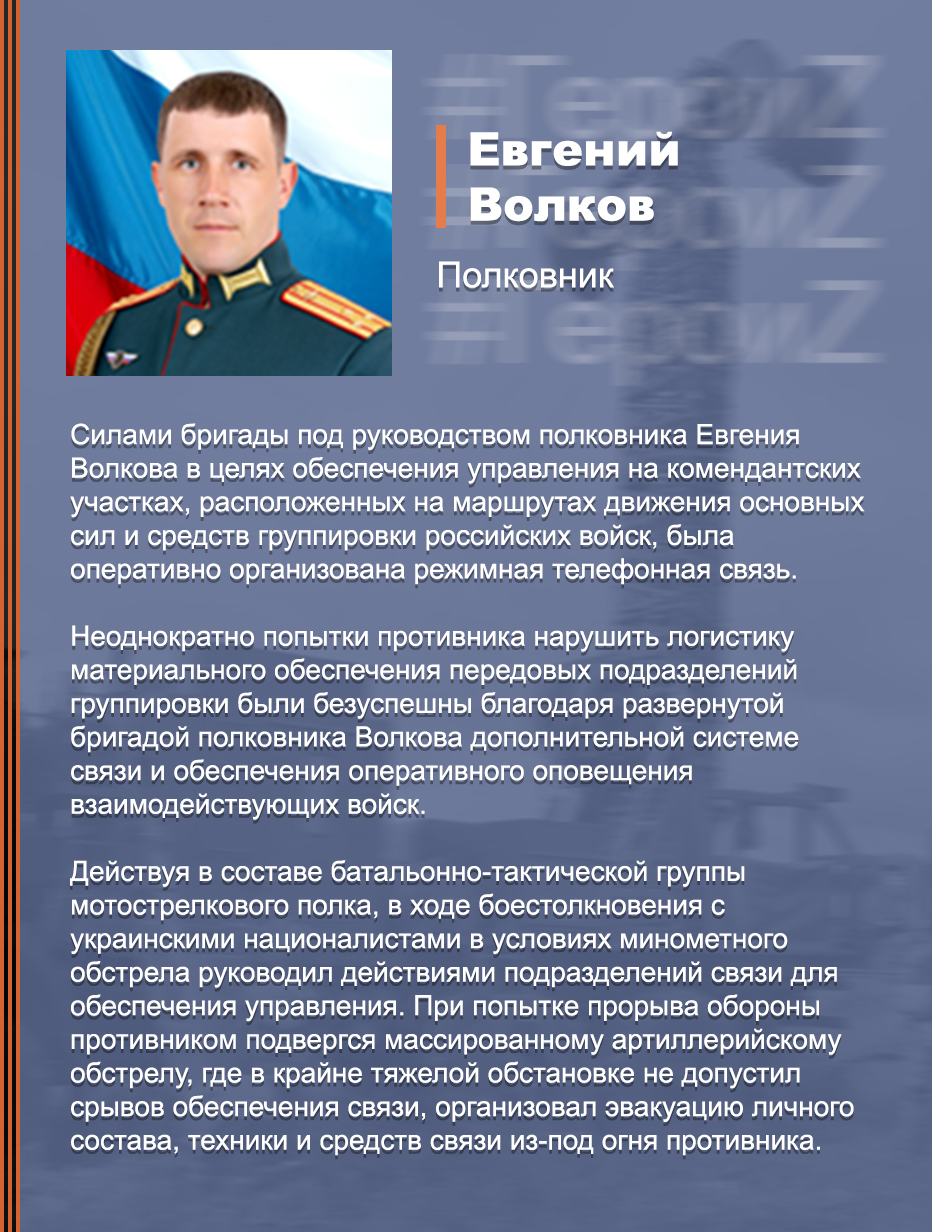 #ГероиZ
#ГероиZ
#ГероиZ
Евгений
Волков
Полковник
Силами бригады под руководством полковника Евгения
Волкова в целях обеспечения управления на комендантских
участках, расположенных на маршрутах движения основных
сил и средств группировки российских войск, была
оперативно организована режимная телефонная связь.
Неоднократно попытки противника нарушить логистику
материального обеспечения передовых подразделений
группировки были безуспешны благодаря развернутой
бригадой полковника Волкова дополнительной системе
связи и обеспечения оперативного оповещения
взаимодействующих войск.
Действуя в составе батальонно-тактической группы
мотострелкового полка, в ходе боестолкновения с
украинскими националистами в условиях минометного
обстрела руководил действиями подразделений связи для
обеспечения управления. При попытке прорыва обороны
противником подвергся массированному артиллерийскому
обстрелу, где в крайне тяжелой обстановке не допустил
срывов обеспечения связи, организовал эвакуацию личного
состава, техники и средств связи из-под огня противника.